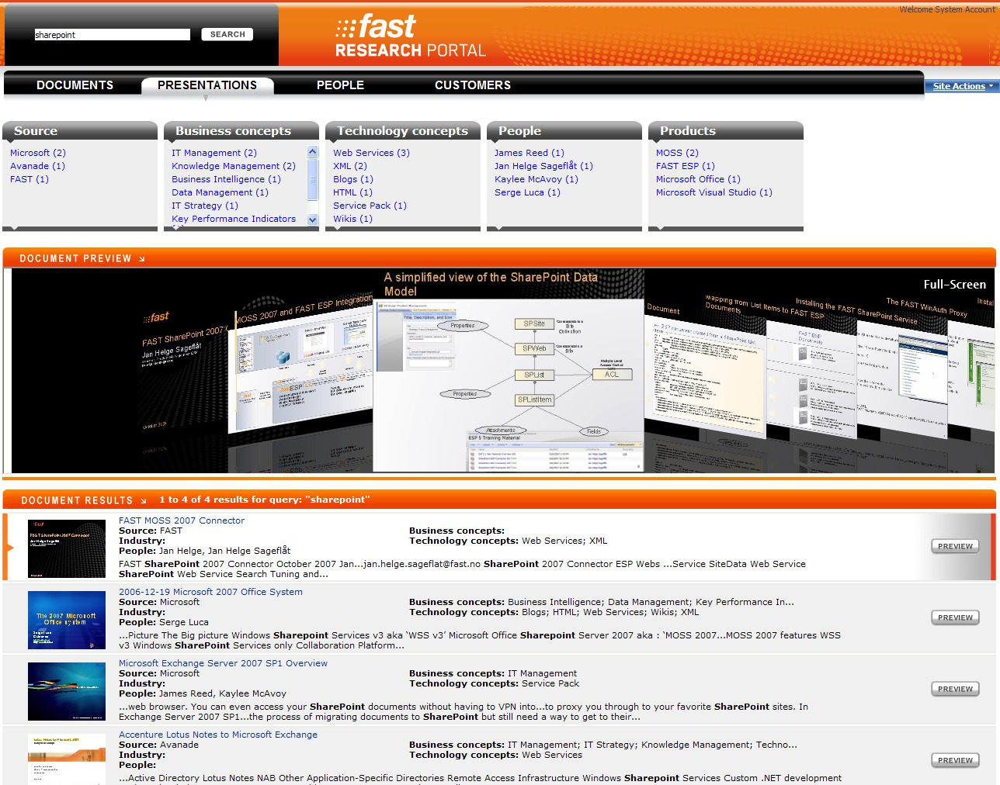 Welcome System Account
sharepoint
SEARCH
fast
RESEARCH PORTAL
DOCUMENTS
PRESENTATIONS
PEOPLE
CUSTOMERS
Site Actions
Source
Microsoft (2)
Avanade (1)
FAST (1)
Business concepts
IT Management (2)
Knowledge Management (2)
Business Intelligence (1)
Data Management (1)
IT Strategy (1)
Key Performance Indicators
Technology concepts
Web Services (3)
XML (2)
Blogs (1)
HTML (1)
Service Pack (1)
Wikis (1)
People
James Reed (1)
Jan Helge Sageflåt (1)
Kaylee McAvoy (1)
Serge Luca (1)
Products
MOSS (2)
FAST ESP (1)
Microsoft Office (1)
Microsoft Visual Studio (1)
DOCUMENT PREVIEW
Full-Screen
fast
FAST SharePoint 2007
Jan Helge Sageflåt
October 2007
MOSS 2007 and FAST ESP Integration
A simplified view of the SharePoint Data
Model
Title, Description, and Icon
Properties
SPSite
SPWeb
SPList
SPListItem
ACL
Properties
Attachments
Fields
ESP 5 Training Material
Document
Mapping from List Items to FAST ESP
Documents
FAST ESP
Documents
Installing the FAST SharePoint Service
The FAST WinAuth Proxy
Instal
DOCUMENT RESULTS
1 to 4 of 4 results for query: "sharepoint"
FAST MOSS 2007 Connector
Source: FAST
Business concepts:
Industry:
Technology concepts: Web Services; XML
People: Jan Helge, Jan Helge Sageflåt
FAST SharePoint 2007 Connector October 2007 Jan...jan.helge.sageflat@fast.no SharePoint 2007 Connector ESP Webs ...Service SiteData Web Service
SharePoint Web Service Search Tuning and...
PREVIEW
The 2007 Microsoft
Office system
2006-12-19 Microsoft 2007 Office System
Source: Microsoft
Business concepts: Business Intelligence; Data Management; Key Performance In...
Industry:
Technology concepts: Blogs; HTML; Web Services; Wikis; XML
People: Serge Luca
...Picture The Big picture Windows Sharepoint Services v3 aka ‘WSS v3’ Microsoft Office Sharepoint Server 2007 aka : ‘MOSS 2007...MOSS 2007 features WSS
v3 Windows SharePoint Services only Collaboration Platform...
PREVIEW
Microsoft Exchange Server 2007 SP1 Overview
Source: Microsoft
Business concepts: IT Management
Industry:
Technology concepts: Service Pack
People: James Reed, Kaylee McAvoy
...web browser. You can even access your SharePoint documents without having to VPN into...to proxy you through to your favorite SharePoint sites. In
Exchange Server 2007 SP1...the process of migrating documents to SharePoint but still need a way to get to their...
PREVIEW
Accenture Lotus Notes to Microsoft Exchange
Source: Avanade
Business concepts: IT Management; IT Strategy; Knowledge Management; Techno...
Industry:
Technology concepts: Web Services
People:
...Active Directory Lotus Notes NAB Other Application-Specific Directories Remote Access Infrastructure Windows Sharepoint Services Custom .NET development
PREVIEW